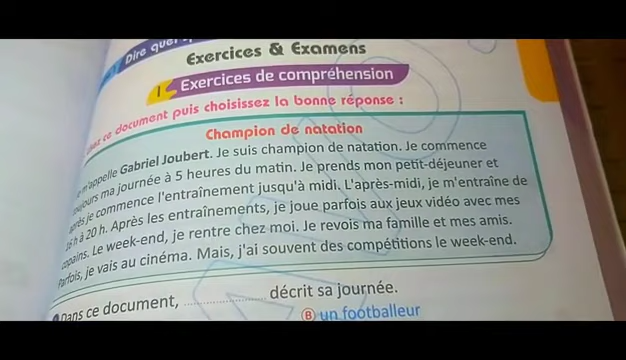 Dire quel
Exercices & Examens
I Exercices de compréhension
ce document puis choisissez la bonne réponse :
Champion de natation
m'appelle Gabriel Joubert. Je suis champion de natation. Je commence
toujours ma journée à 5 heures du matin. Je prends mon petit-déjeuner et
après je commence l'entraînement jusqu'à midi. L'après-midi, je m'entraîne de
h à 20 h. Après les entraînements, je joue parfois aux jeux vidéo avec mes
copains. Le week-end, je rentre chez moi. Je revois ma famille et mes amis.
Parfois, je vais au cinéma. Mais, j'ai souvent des compétitions le week-end.
Dans ce document, .................... décrit sa journée.
B un footballeur